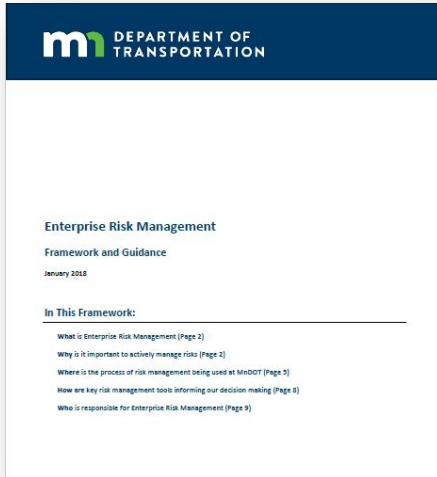 mn DEPARTMENT OF
TRANSPORTATION
Enterprise Risk Management
Framework and Guidance
January 2018
In This Framework:
What is Enterprise Risk Management (Page 2)
Why is it important to actively manage risks (Page 2)
Where is the process of risk management being used at MnDOT (Page 5)
How are key risk management tools informing our decision making (Page 8)
Who is responsible for Enterprise Risk Management (Page 9)